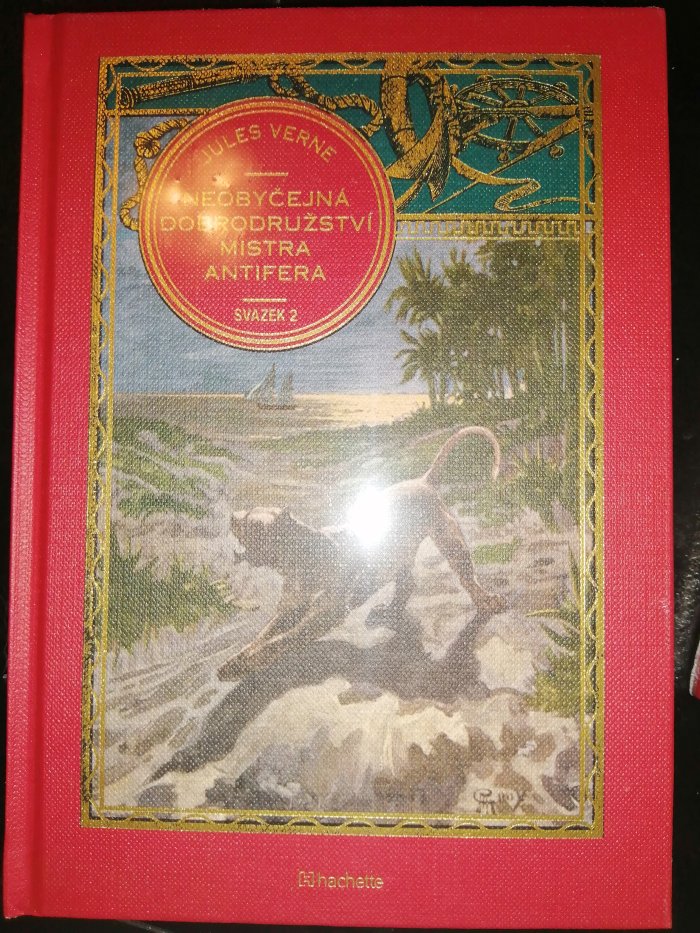 JULES VERNE
NEOBYČEJNÁ
DOBRODRUŽSTVÍ
MISTRA
ANTIFERA
SVAZEK 2
hachette